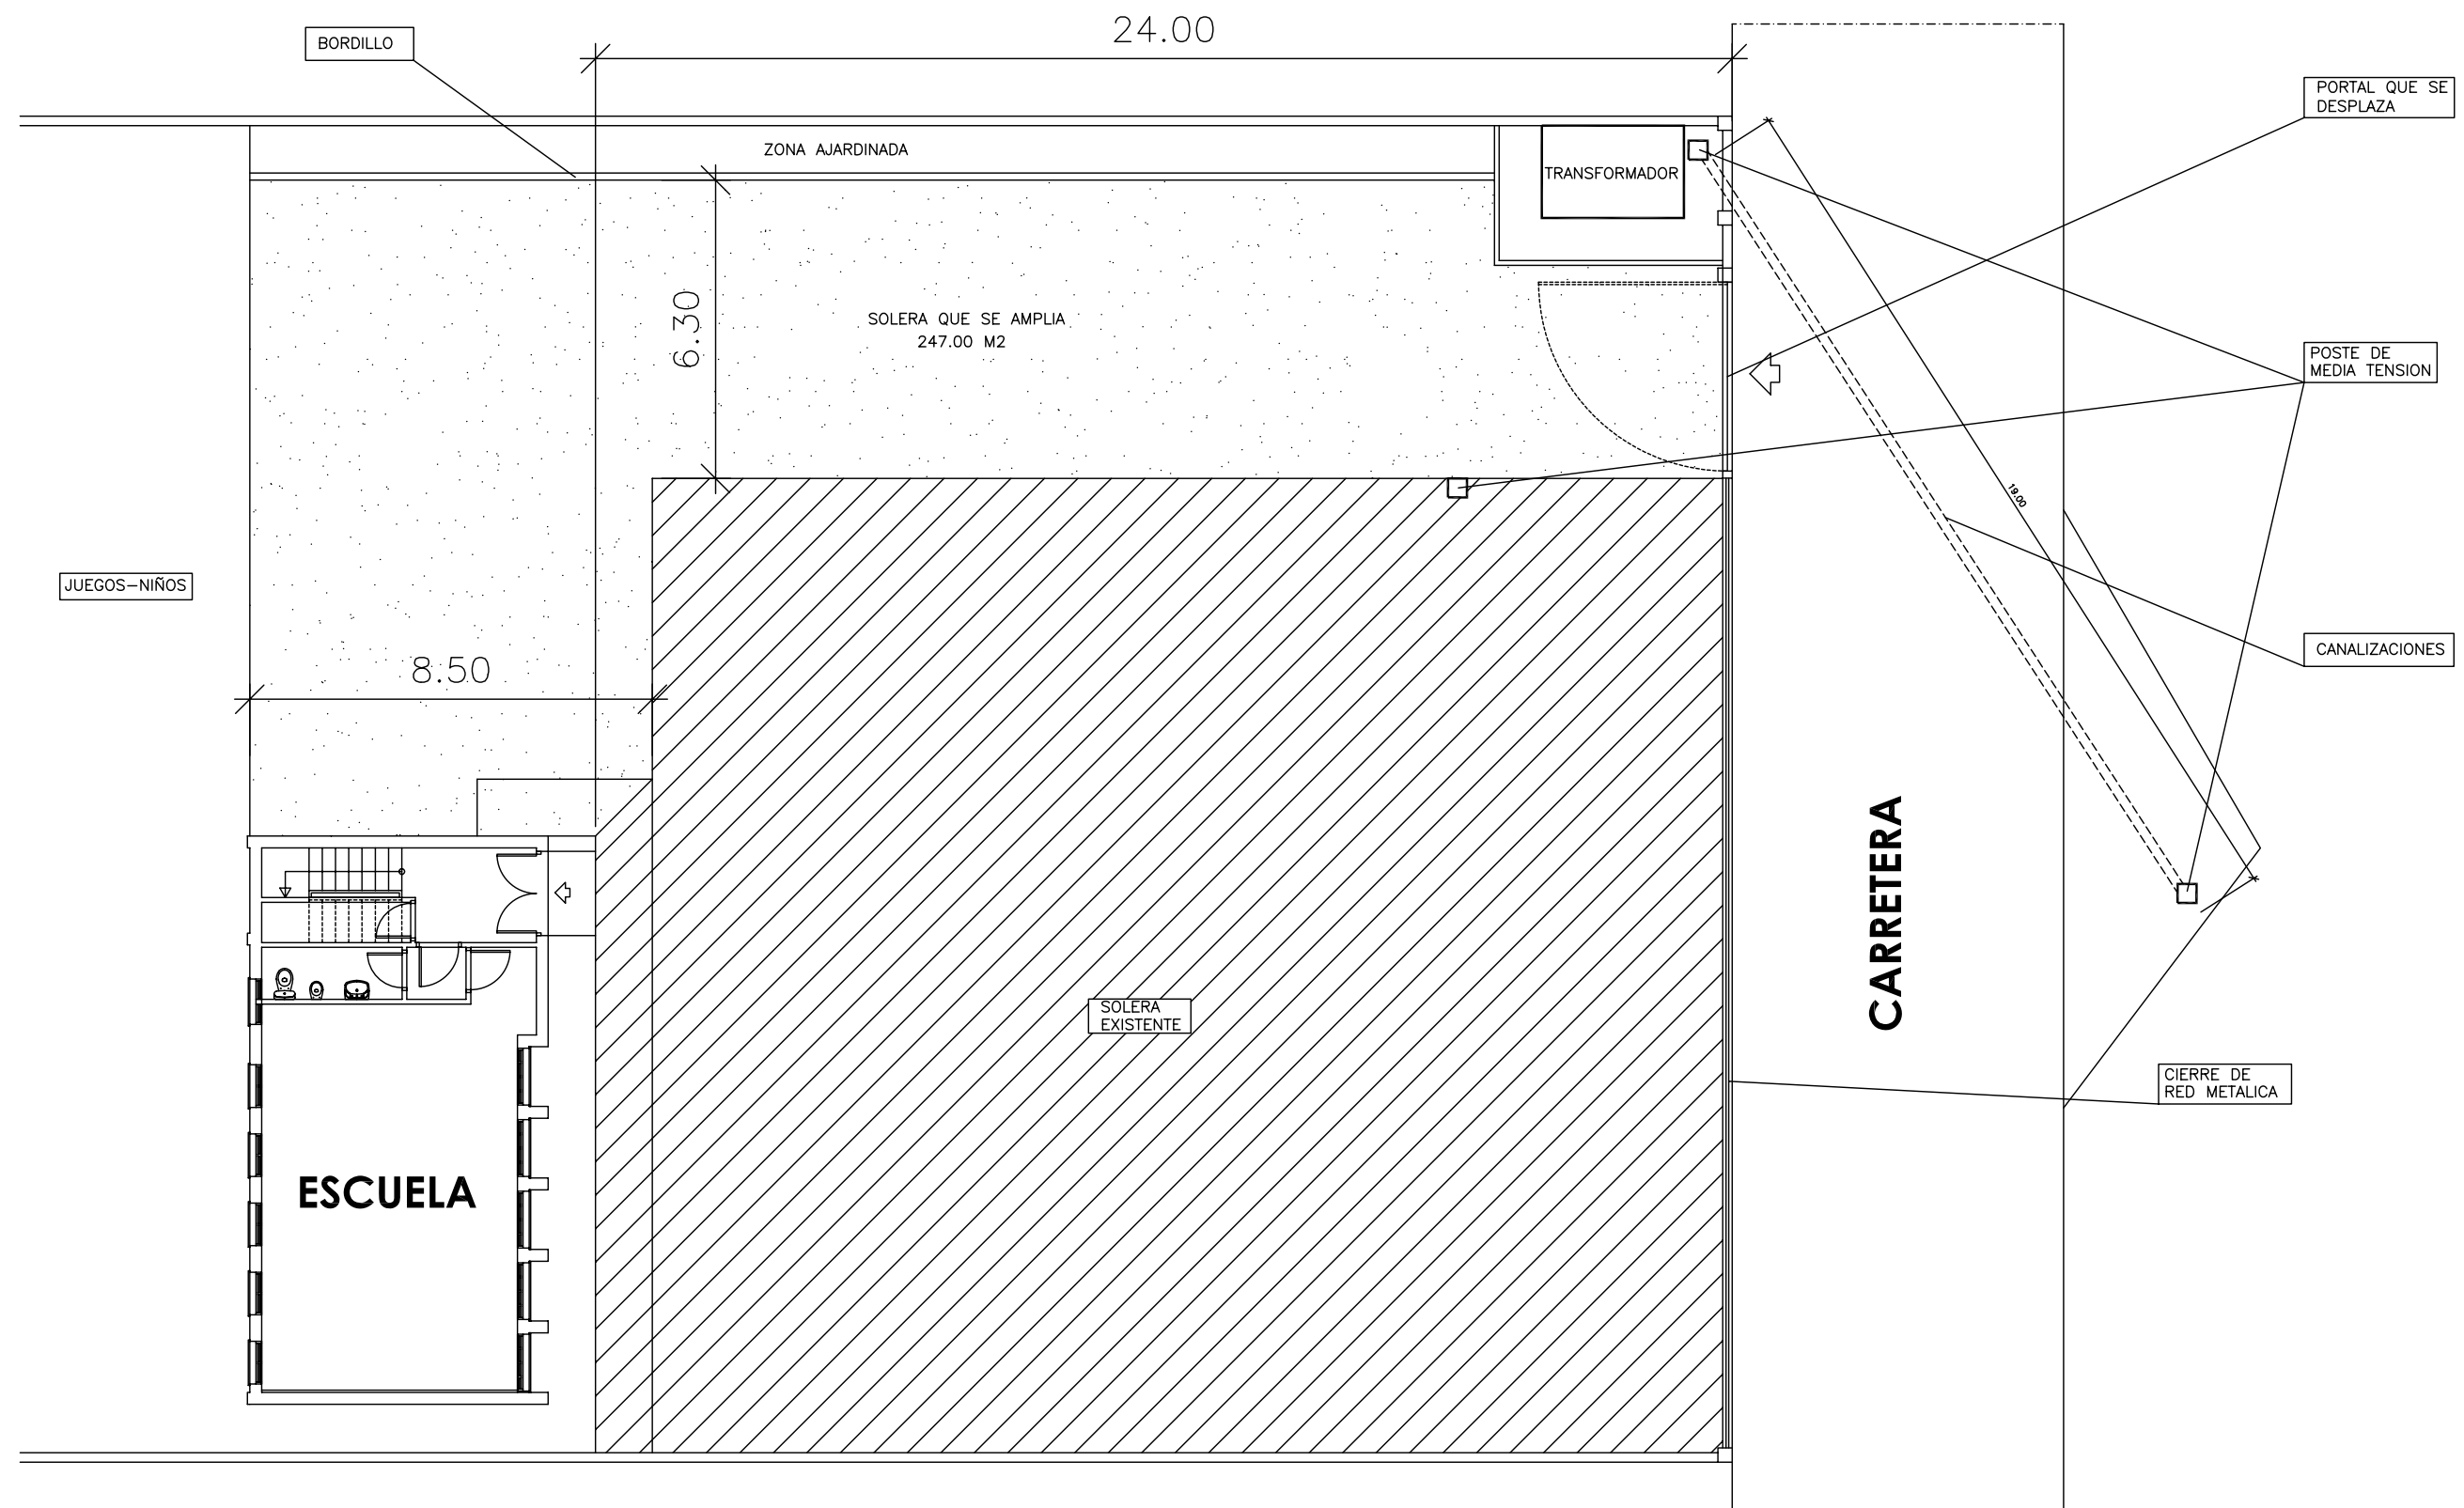 24.00
BORDILLO
PORTAL QUE SE
DESPLAZA
ZONA AJARDINADA
TRANSFORMADOR
SOLERA QUE SE AMPLIA
247.00 M2
6.30
POSTE DE
MEDIA TENSION
19.00
JUEGOS-NIÑOS
8.50
CANALIZACIONES
CARRETERA
SOLERA
EXISTENTE
CIERRE DE
RED METALICA
ESCUELA